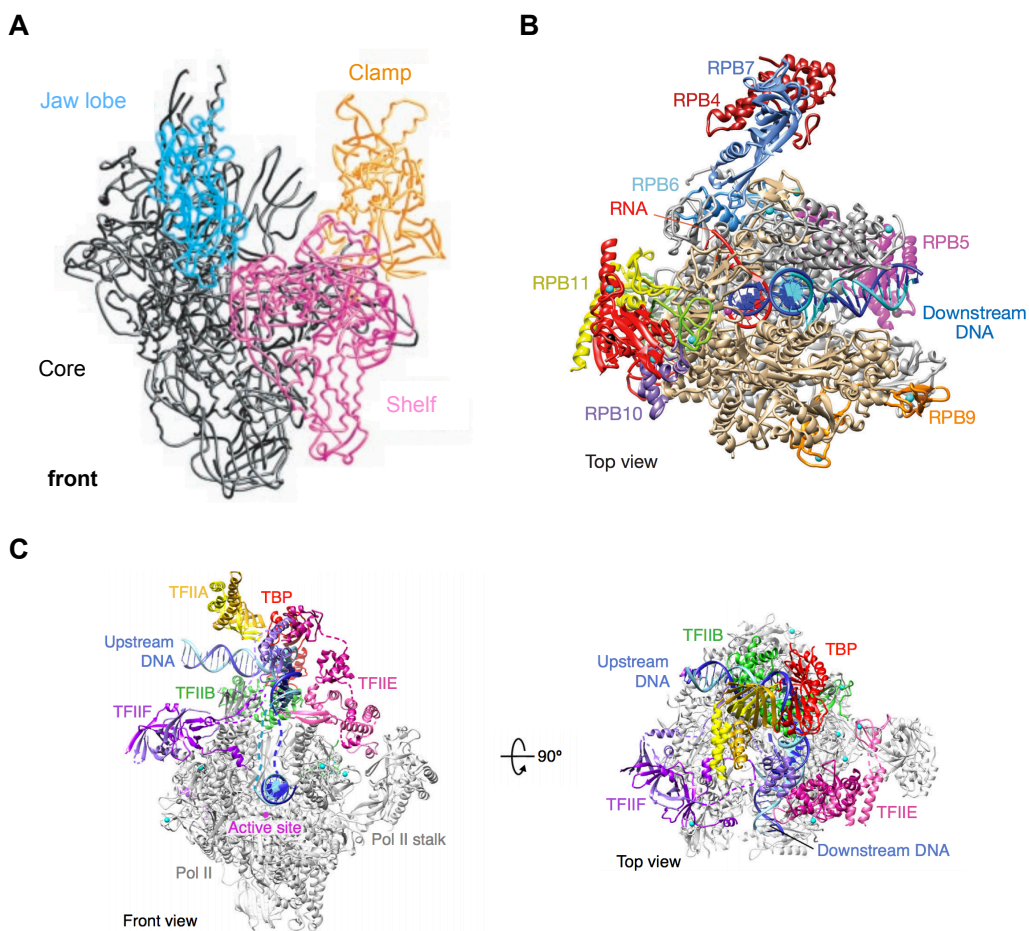 A
Clamp
Jaw lobe
Core
Shelf
front
B
RPB7
RPB4
RPB6
RNA
RPB5
RPB11
Downstream
DNA
RPB10
RPB9
Top view
C
TFIIA
TBP
Upstream
DNA
TFIIB
TFIIE
TFIIF
Active site
Pol II stalk
Pol II
Front view
90º
TFIIB
TBP
Upstream
DNA
TFIIF
TFIIE
Downstream DNA
Top view